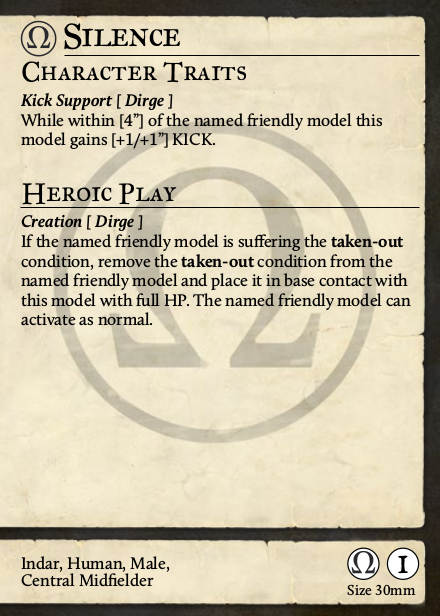 Ω SILENCE
CHARACTER TRAITS
Kick Support [ Dirge ]
While within [4”] of the named friendly model this
model gains [+1/+1”] KICK.
HEROIC PLAY
Creation [ Dirge ]
If the named friendly model is suffering the taken-out
condition, remove the taken-out condition from the
named friendly model and place it in base contact with
this model with full HP. The named friendly model can
activate as normal.
Indar, Human, Male,
Central Midfielder
Ω 1
Size 30mm